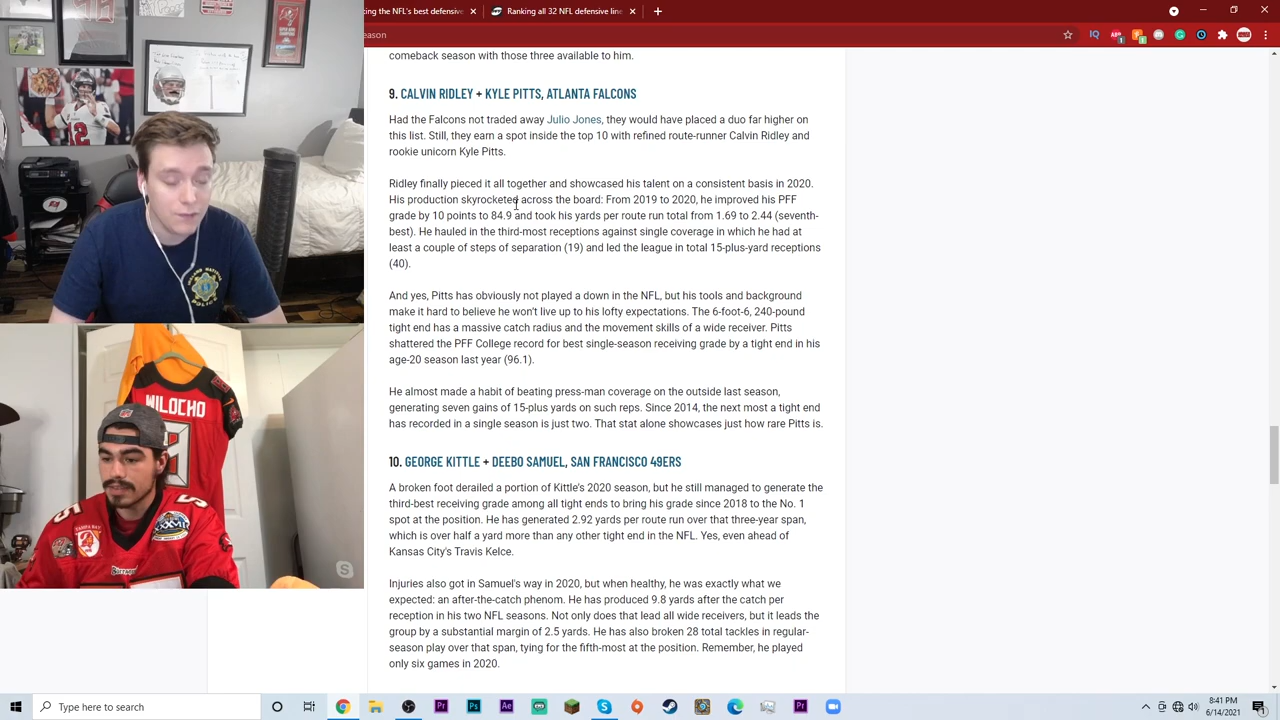 king the NFL's best defensive
Ranking all 32 NFL defensive line
eason
comeback season with those three available to him.
9. CALVIN RIDLEY + KYLE PITTS, ATLANTA FALCONS
Had the Falcons not traded away Julio Jones, they would have placed a duo far higher on
this list. Still, they earn a spot inside the top 10 with refined route-runner Calvin Ridley and
rookie unicorn Kyle Pitts.
Ridley finally pieced it all together and showcased his talent on a consistent basis in 2020.
His production skyrocketed across the board: From 2019 to 2020, he improved his PFF
grade by 10 points to 84.9 and took his yards per route run total from 1.69 to 2.44 (seventh-
best). He hauled in the third-most receptions against single coverage in which he had at
least a couple of steps of separation (19) and led the league in total 15-plus-yard receptions
(40).
And yes, Pitts has obviously not played a down in the NFL, but his tools and background
make it hard to believe he won't live up to his lofty expectations. The 6-foot-6, 240-pound
tight end has a massive catch radius and the movement skills of a wide receiver. Pitts
shattered the PFF College record for best single-season receiving grade by a tight end in his
age-20 season last year (96.1).
He almost made a habit of beating press-man coverage on the outside last season,
generating seven gains of 15-plus yards on such reps. Since 2014, the next most a tight end
has recorded in a single season is just two. That stat alone showcases just how rare Pitts is.
10. GEORGE KITTLE + DEEBO SAMUEL, SAN FRANCISCO 49ERS
A broken foot derailed a portion of Kittle's 2020 season, but he still managed to generate the
third-best receiving grade among all tight ends to bring his grade since 2018 to the No. 1
spot at the position. He has generated 2.92 yards per route run over that three-year span,
which is over half a yard more than any other tight end in the NFL. Yes, even ahead of
Kansas City's Travis Kelce.
Injuries also got in Samuel's way in 2020, but when healthy, he was exactly what we
expected: an after-the-catch phenom. He has produced 9.8 yards after the catch per
reception in his two NFL seasons. Not only does that lead all wide receivers, but it leads the
group by a substantial margin of 2.5 yards. He has also broken 28 total tackles in regular-
season play over that span, tying for the fifth-most at the position. Remember, he played
only six games in 2020.
12
POLICE
WILOCHO
5
TAMPA BAY
XXXVII
BUCCANEERS
S
Type here to search
Pr
Ps
Ae
S
Pr
8:41 PM
6/14/2021